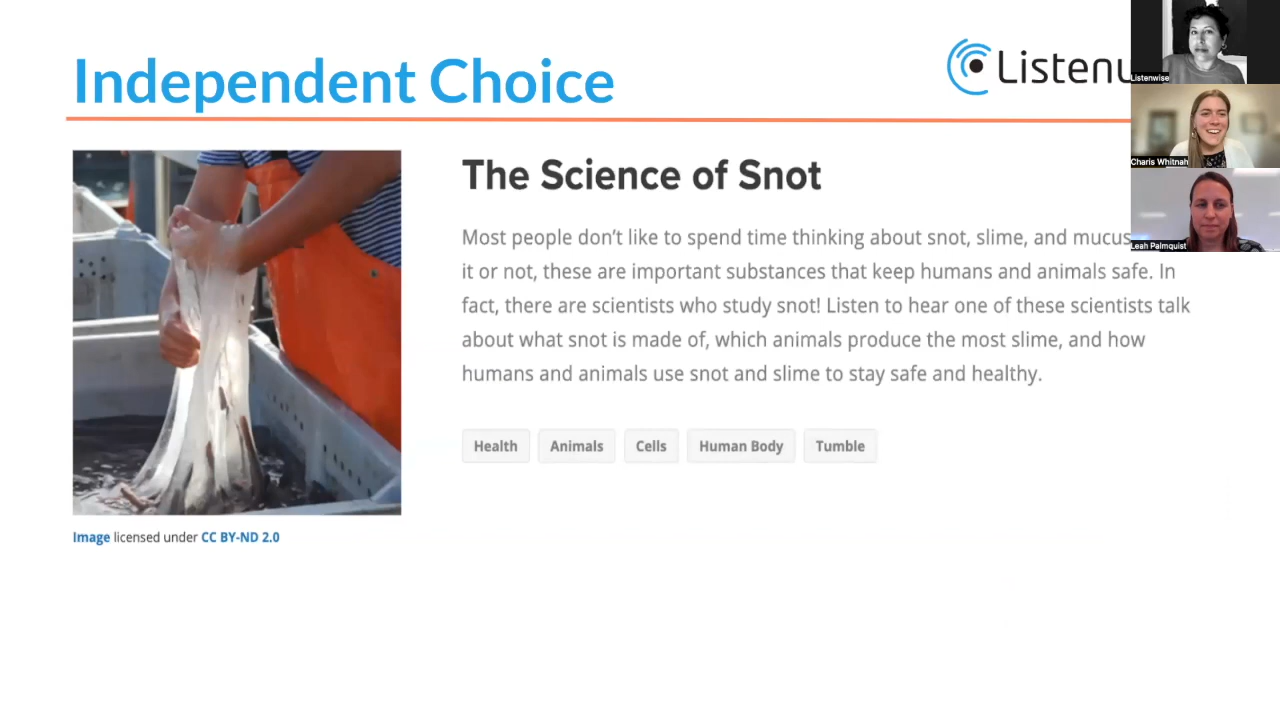 Independent Choice
Listenw
Listenwise
Charis Whitnah
Leah Palmquist
The Science of Snot
Most people don't like to spend time thinking about snot, slime, and mucus
it or not, these are important substances that keep humans and animals safe. In
fact, there are scientists who study snot! Listen to hear one of these scientists talk
about what snot is made of, which animals produce the most slime, and how
humans and animals use snot and slime to stay safe and healthy.
Health Animals Cells Human Body Tumble
Image licensed under CC BY-ND 2.0